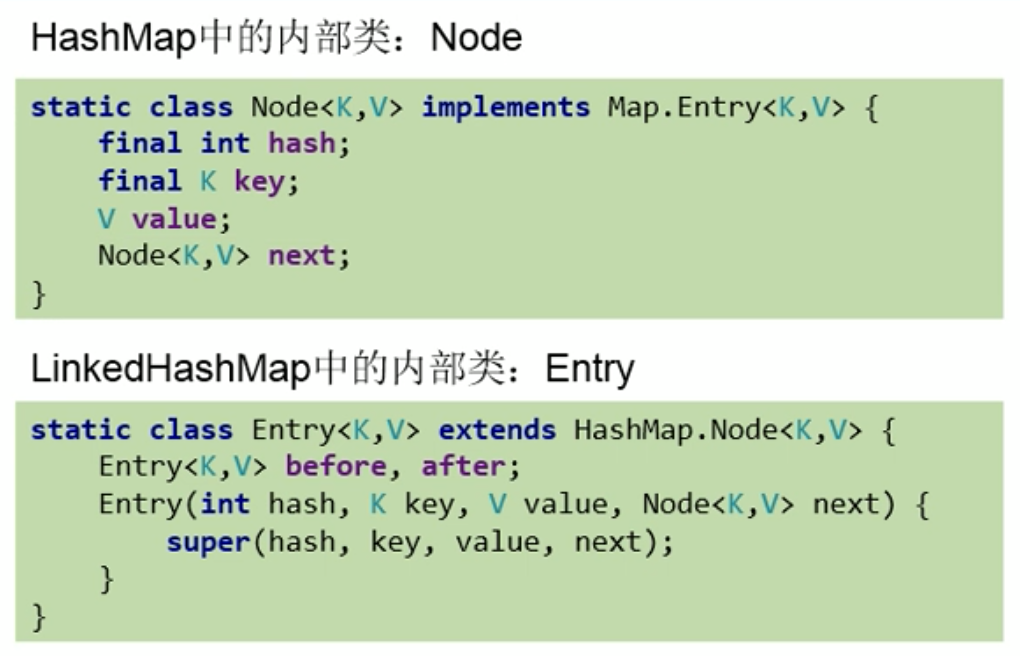 HashMap中的内部类：Node
static class Node<K,V> implements Map.Entry<K,V> {
    final int hash;
    final K key;
    V value;
    Node<K,V> next;
}
LinkedHashMap中的内部类：Entry
static class Entry<K,V> extends HashMap.Node<K,V> {
    Entry<K,V> before, after;
    Entry(int hash, K key, V value, Node<K,V> next) {
        super(hash, key, value, next);
    }
}